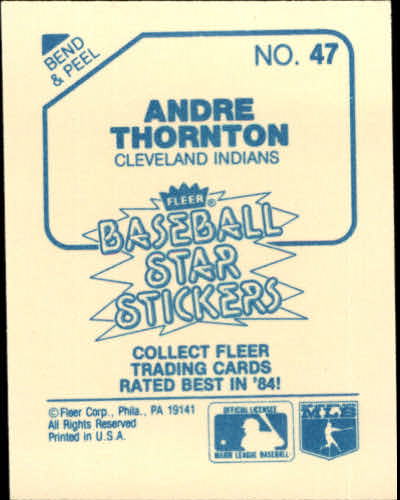 BEND
& PEEL
NO. 47
ANDRE
THORNTON
CLEVELAND INDIANS
FLEER®
BASEBALL
STAR
STICKERS
COLLECT FLEER
TRADING CARDS
RATED BEST IN '84!
© Fleer Corp., Phila., PA 19141
All Rights Reserved
Printed in U.S.A.
OFFICIAL LICENSEE
MAJOR LEAGUE BASEBALL
MLB